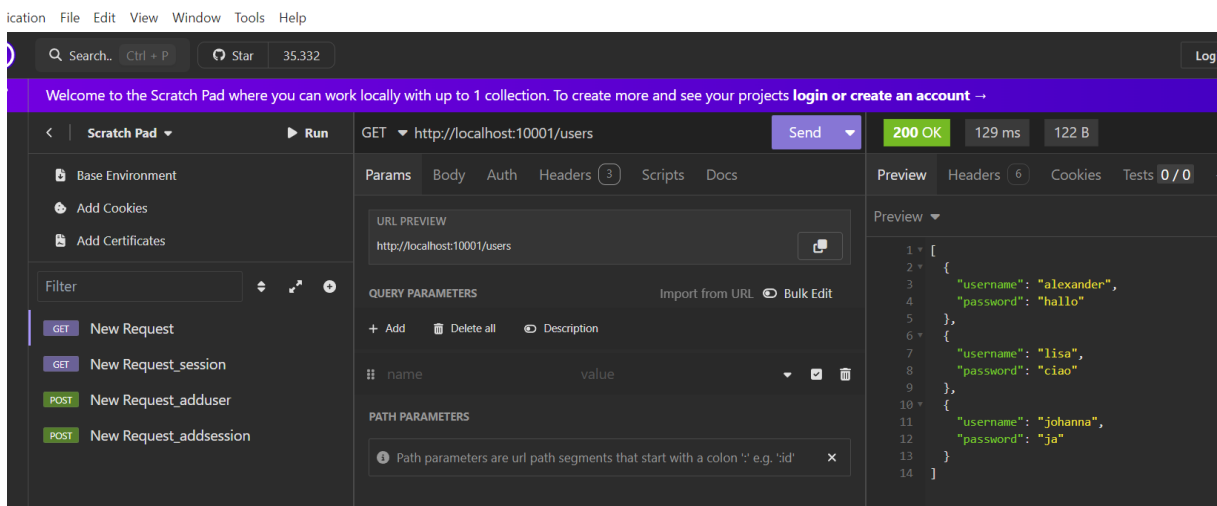 ication File Edit View Window Tools Help
Search.. Ctrl + P Star 35.332 Log
Welcome to the Scratch Pad where you can work locally with up to 1 collection. To create more and see your projects login or create an account →
Scratch Pad Run
Base Environment
Add Cookies
Add Certificates
Filter
GET New Request
GET New Request_session
POST New Request_adduser
POST New Request_addsession
GET http://localhost:10001/users Send
Params Body Auth Headers 3 Scripts Docs
URL PREVIEW
http://localhost:10001/users
QUERY PARAMETERS Import from URL Bulk Edit
+ Add Delete all Description
name value
PATH PARAMETERS
Path parameters are url path segments that start with a colon ':' e.g. ':id' ×
200 OK 129 ms 122 B
Preview Headers 6 Cookies Tests 0 / 0
Preview
1 [
2 {
3 "username": "alexander",
4 "password": "hallo"
5 },
6 {
7 "username": "lisa",
8 "password": "ciao"
9 },
10 {
11 "username": "johanna",
12 "password": "ja"
13 }
14 ]